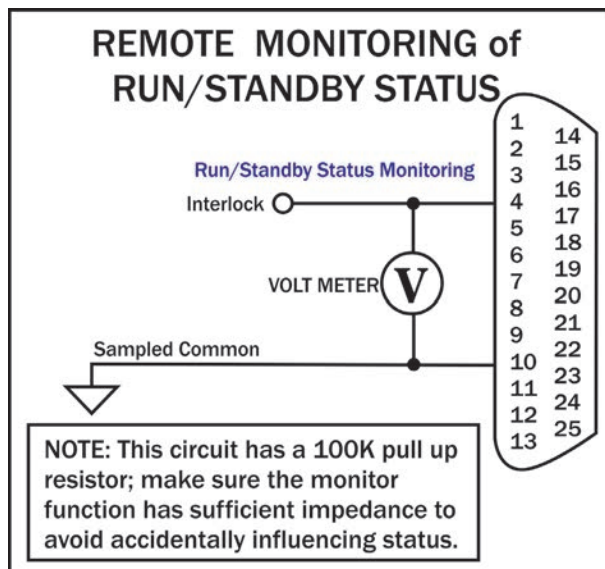 REMOTE MONITORING of
RUN/STANDBY STATUS
1
14
2
15
3
16
Run/Standby Status Monitoring
Interlock
4
17
5
18
6
19
VOLT METER
V
7
20
8
21
9
22
Sampled Common
10
23
11
24
12
25
13
NOTE: This circuit has a 100K pull up
resistor; make sure the monitor
function has sufficient impedance to
avoid accidentally influencing status.